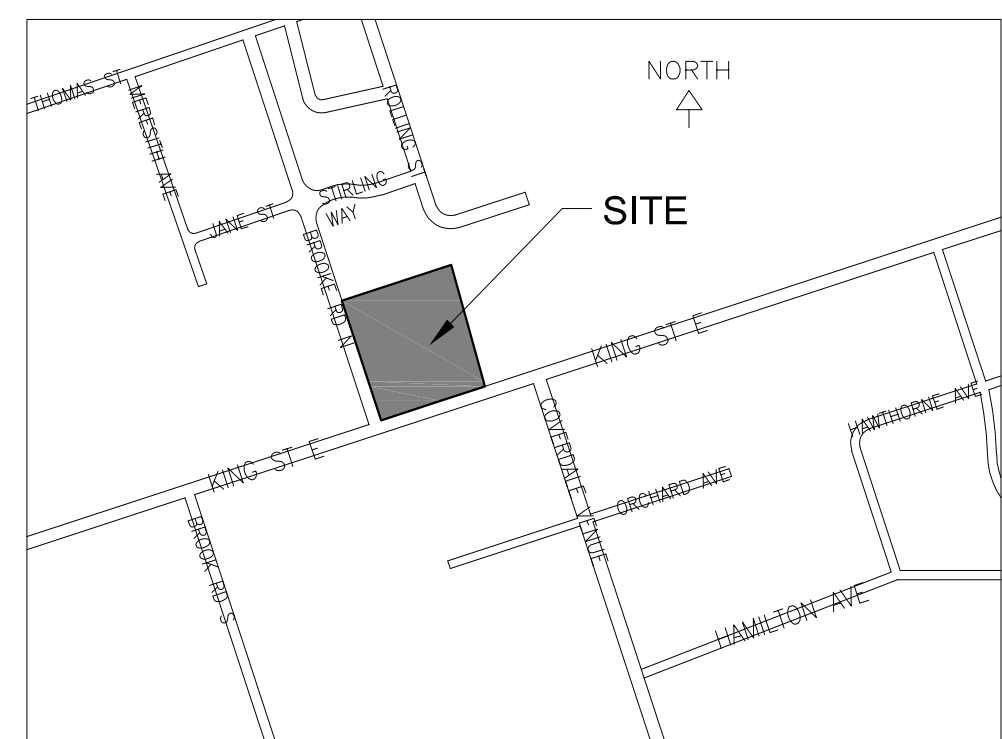 NORTH
THOMAS ST
MEREDITH AVE
ROLLING ST
STIRLING
WAY
JANE ST
SITE
BROOKE RD N
KING ST E
COVERDALE VENUE
HAWTHORNE AVE
KING ST E
ORCHARD AVE
BROOK RD S
HAMILTON AVE